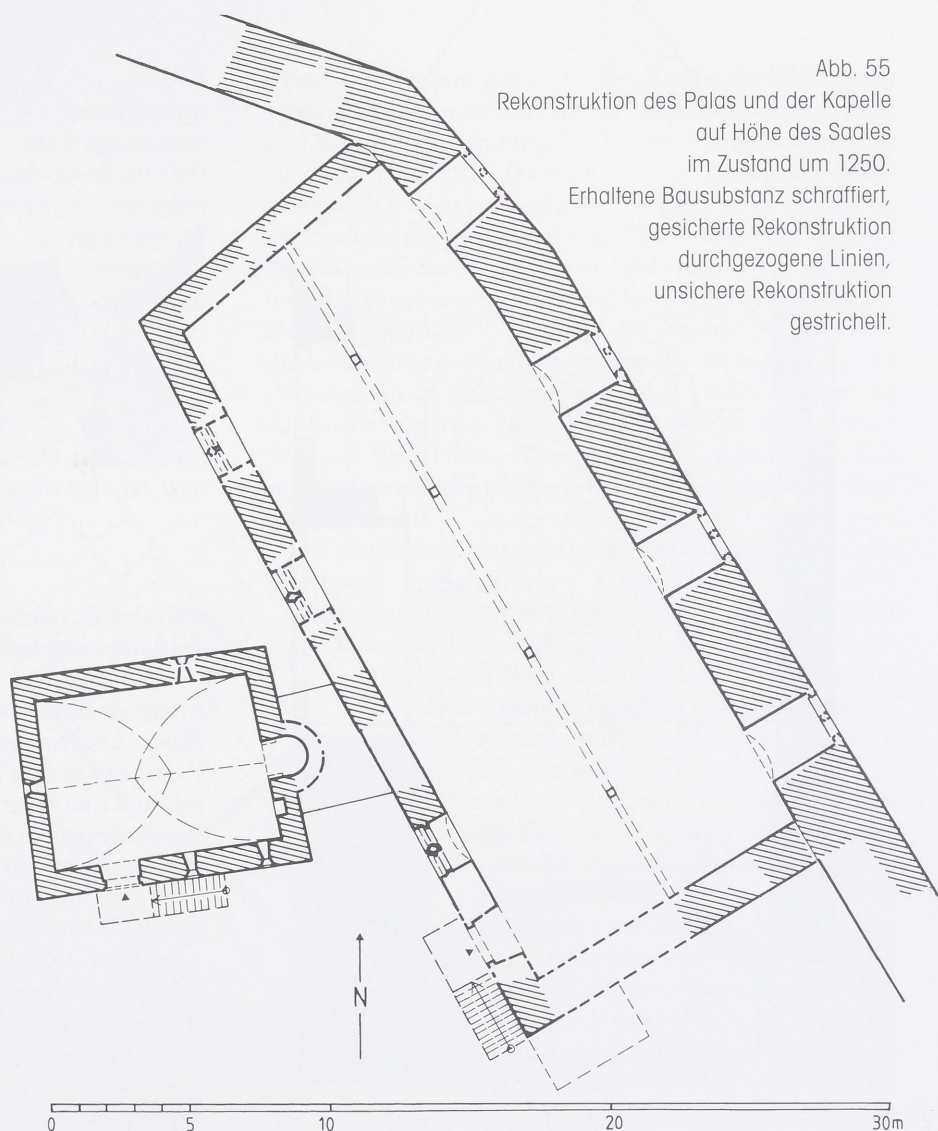 Abb. 55
Rekonstruktion des Palas und der Kapelle
auf Höhe des Saales
im Zustand um 1250.
Erhaltene Bausubstanz schraffiert,
gesicherte Rekonstruktion
durchgezogene Linien,
unsichere Rekonstruktion
gestrichelt.
N
0 5 10 20 30m